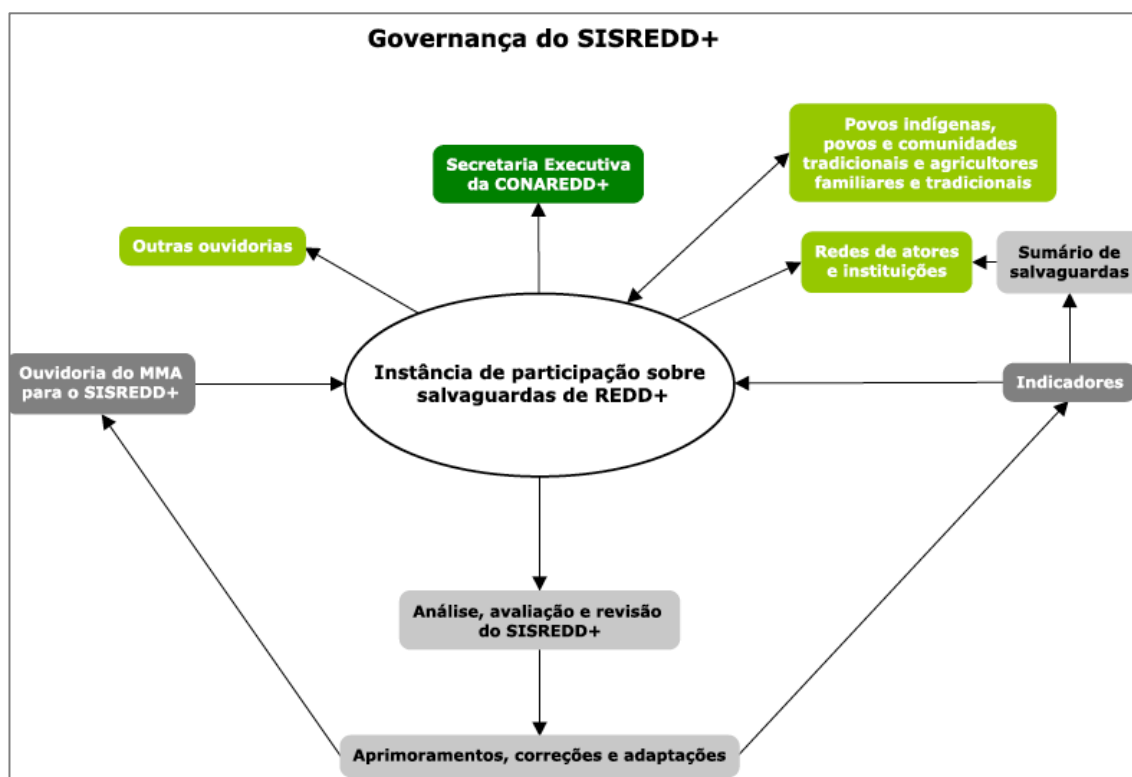 Governança do SISREDD+
Povos indígenas,
povos e comunidades
tradicionais e agricultores
familiares e tradicionais
Secretaria Executiva
da CONAREDD+
Outras ouvidorias
Redes de atores
e instituições
Sumário de
salvaguardas
Ouvidoria do MMA
para o SISREDD+
Instância de participação sobre
salvaguardas de REDD+
Indicadores
Análise, avaliação e revisão
do SISREDD+
Aprimoramentos, correções e adaptações